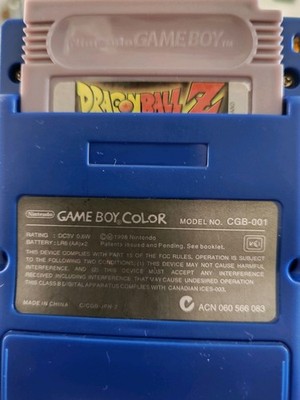 Nintendo GAME BOY TM
DRAGON BALL Z
Nintendo GAME BOY COLOR MODEL NO. CGB-001
RATING : DC3V 0.6W
BATTERY : LR6(AA)x2
©1998 Nintendo
Patents Issued and Pending. See booklet.
THIS DEVICE COMPLIES WITH PART 15 OF THE FCC RULES. OPERATION IS SUBJECT
TO THE FOLLOWING TWO CONDITIONS: (1) THIS DEVICE MAY NOT CAUSE HARMFUL
INTERFERENCE, AND (2) THIS DEVICE MUST ACCEPT ANY INTERFERENCE
RECEIVED INCLUDING INTERFERENCE THAT MAY CAUSE UNDESIRED OPERATION.
THIS CLASS B DIGITAL APPARATUS COMPLIES WITH CANADIAN ICES-003.
MADE IN CHINA
ACN 060 566 083